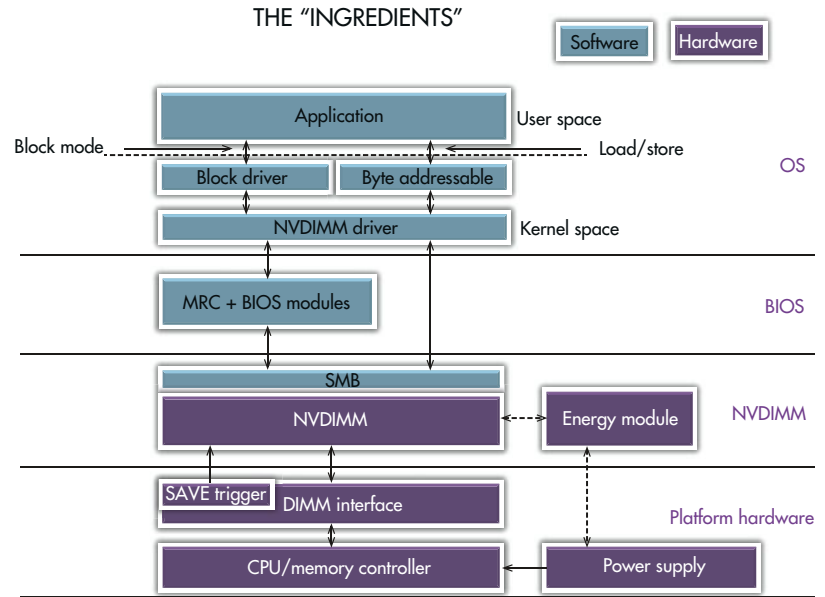 THE “INGREDIENTS”
Software
Hardware
Application
User space
Block mode
Load/store
OS
Block driver
Byte addressable
NVDIMM driver
Kernel space
MRC + BIOS modules
BIOS
SMB
NVDIMM
Energy module
NVDIMM
SAVE trigger
DIMM interface
Platform hardware
CPU/memory controller
Power supply